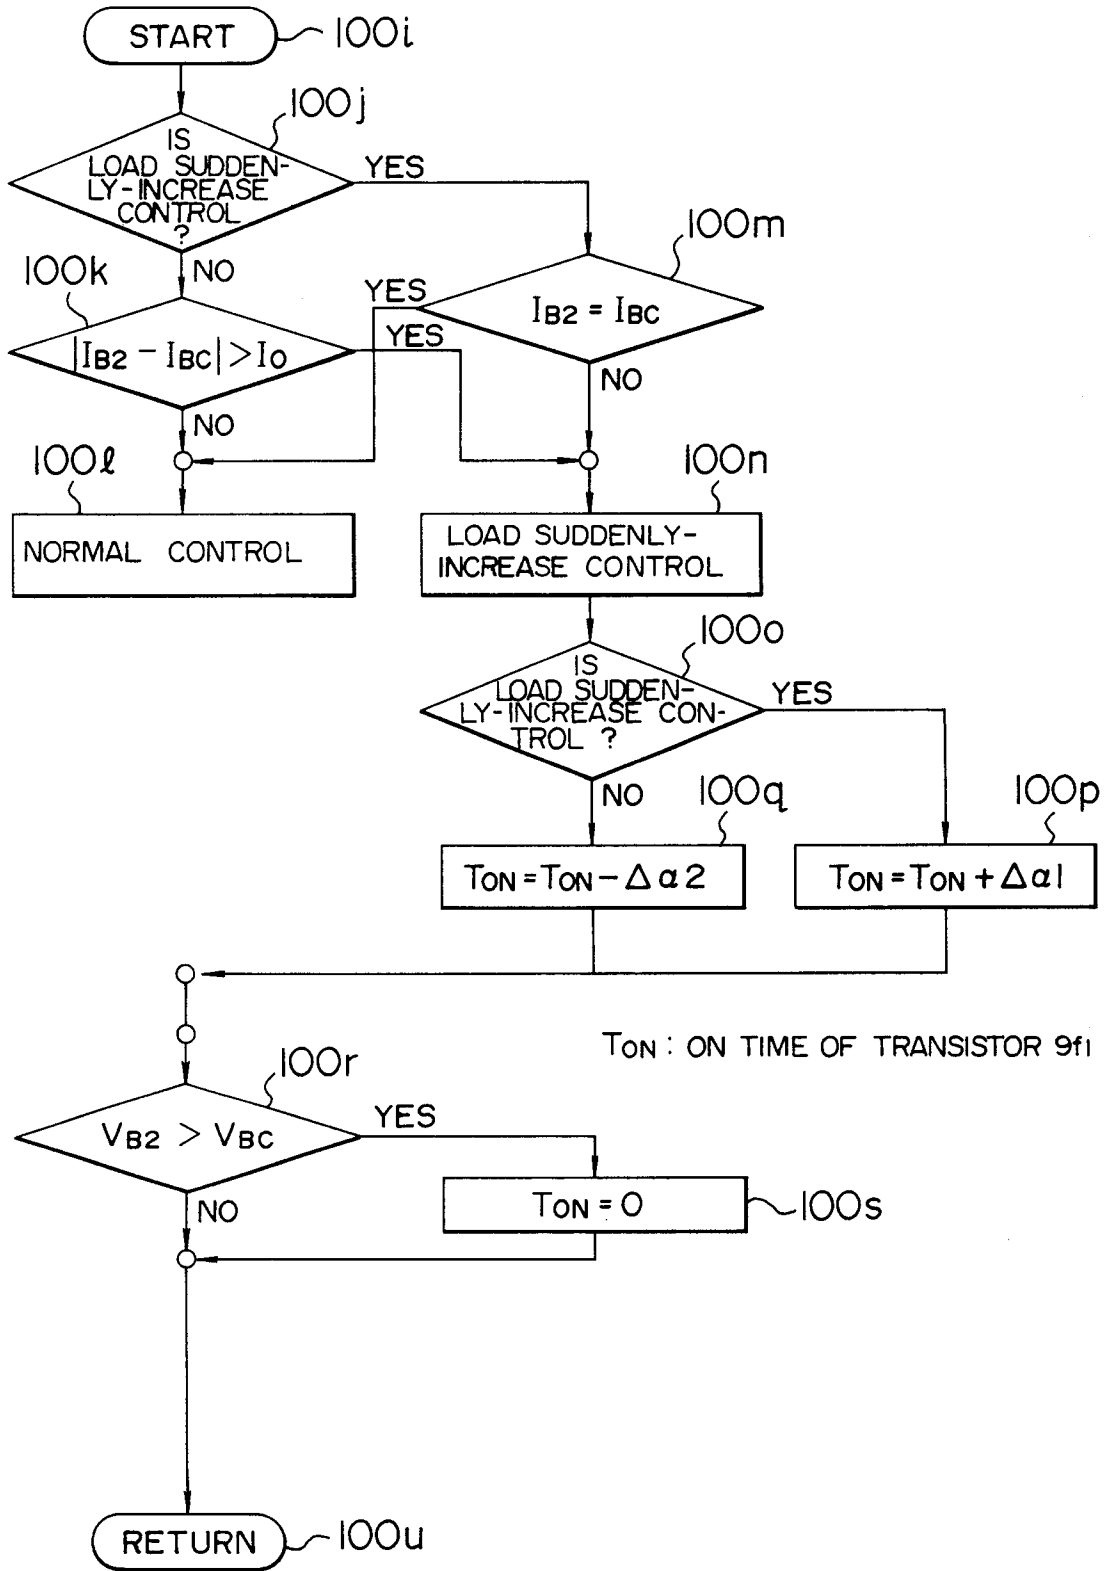 START
100i
100j
IS
LOAD SUDDEN-
LY-INCREASE
CONTROL
?
YES
NO
100m
100k
YES
IB2 = IBC
YES
|IB2 - IBC| > IO
NO
NO
100ℓ
100n
NORMAL CONTROL
LOAD SUDDENLY-
INCREASE CONTROL
100o
IS
LOAD SUDDEN-
LY-INCREASE CON-
TROL ?
YES
NO
100q
100p
TON = TON - Δα2
TON = TON + Δα1
TON : ON TIME OF TRANSISTOR 9f1
100r
VB2 > VBC
YES
NO
TON = 0
100s
RETURN
100u